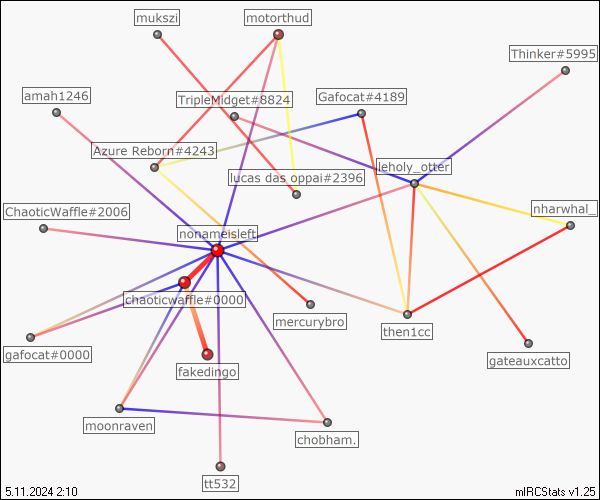 mukszi
motorthud
Thinker#5995
amah1246
TripleMidget#8824
Gafocat#4189
Azure Reborn#4243
leholy_otter
lucas das oppai#2396
ChaoticWaffle#2006
nharwhal_
nonameisleft
chaoticwaffle#0000
mercurybro
then1cc
gafocat#0000
gateauxcatto
fakedingo
moonraven
chobham.
tt532
5.11.2024 2:10
mIRCStats v1.25